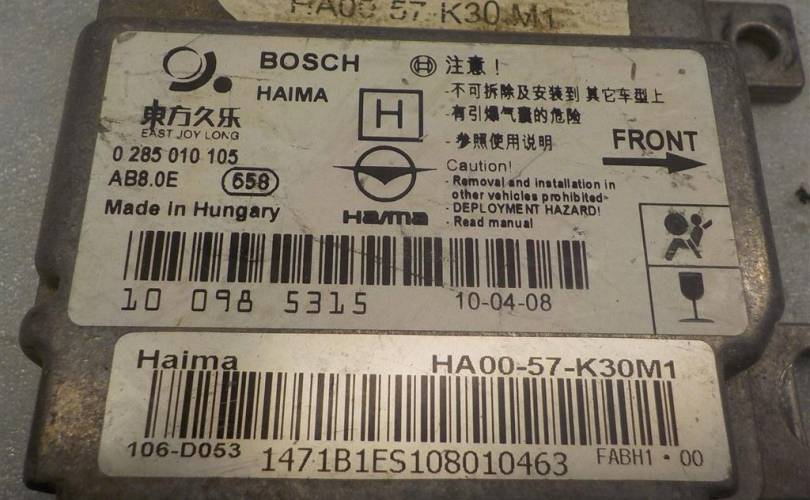 HA00-57-K30 M1
BOSCH
HAIMA
東方久乐
EAST JOY LONG
0 285 010 105
AB8.0E 658
Made in Hungary
H
Haima
注意！
-不可拆除及安装到 其它车型上
-有引爆气囊的危险
-参照使用说明
Caution!
- Removal and installation in
other vehicles prohibited-
- DEPLOYMENT HAZARD!
- Read manual
FRONT
10 098 5315
10-04-08
Haima HA00-57-K30M1
106-D053 1471B1ES108010463 FABH1·00